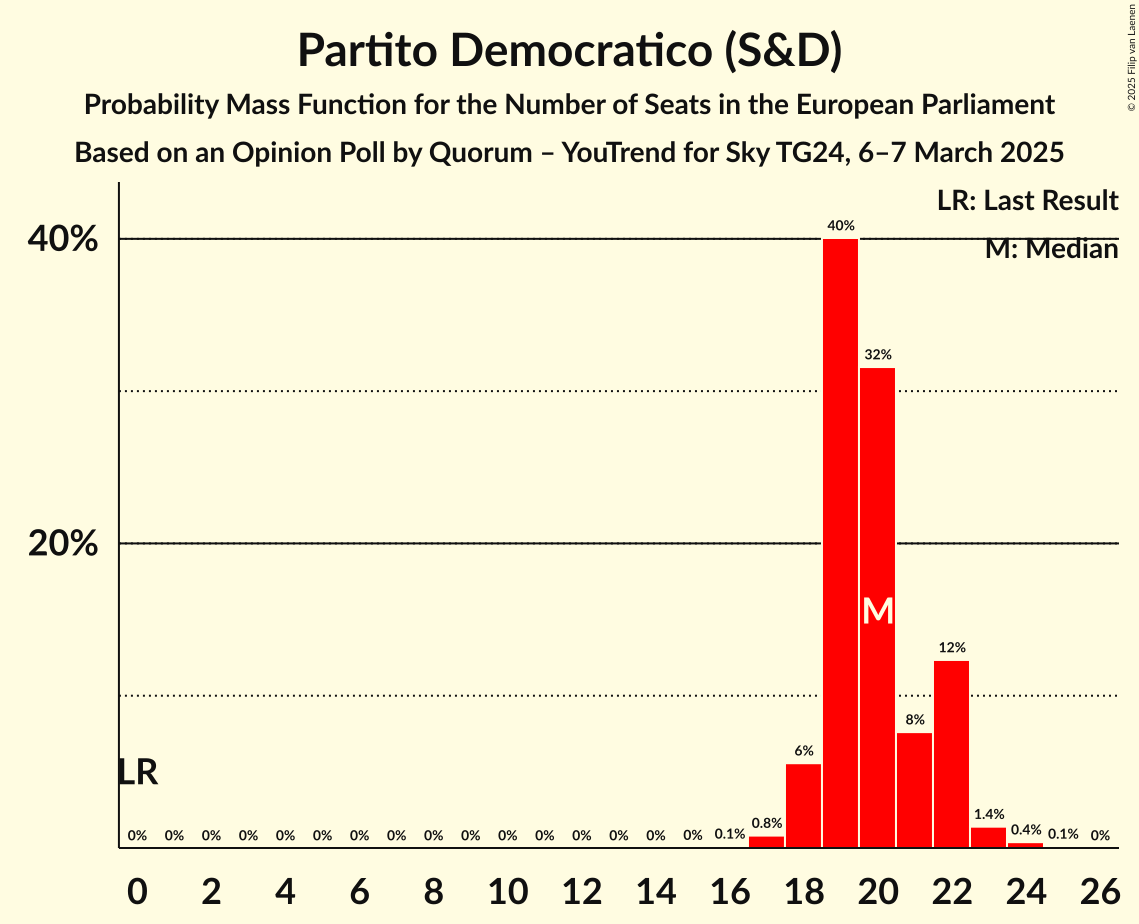 Partito Democratico (S&D)
Probability Mass Function for the Number of Seats in the European Parliament
Based on an Opinion Poll by Quorum – YouTrend for Sky TG24, 6–7 March 2025
© 2025 Filip van Laenen
LR: Last Result
M: Median
40%
20%
40%
32%
M
12%
8%
6%
LR
0% 0% 0% 0% 0% 0% 0% 0% 0% 0% 0% 0% 0% 0% 0% 0% 0.1% 0.8% 1.4% 0.4% 0.1% 0%
0 2 4 6 8 10 12 14 16 18 20 22 24 26